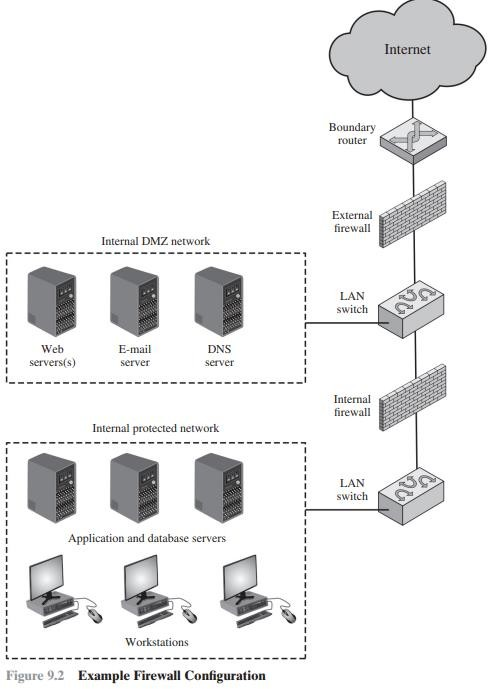 Internet
Boundary
router
External
firewall
Internal DMZ network
LAN
switch
Web
servers(s)
E-mail
server
DNS
server
Internal
firewall
Internal protected network
LAN
switch
Application and database servers
Workstations
Figure 9.2 Example Firewall Configuration